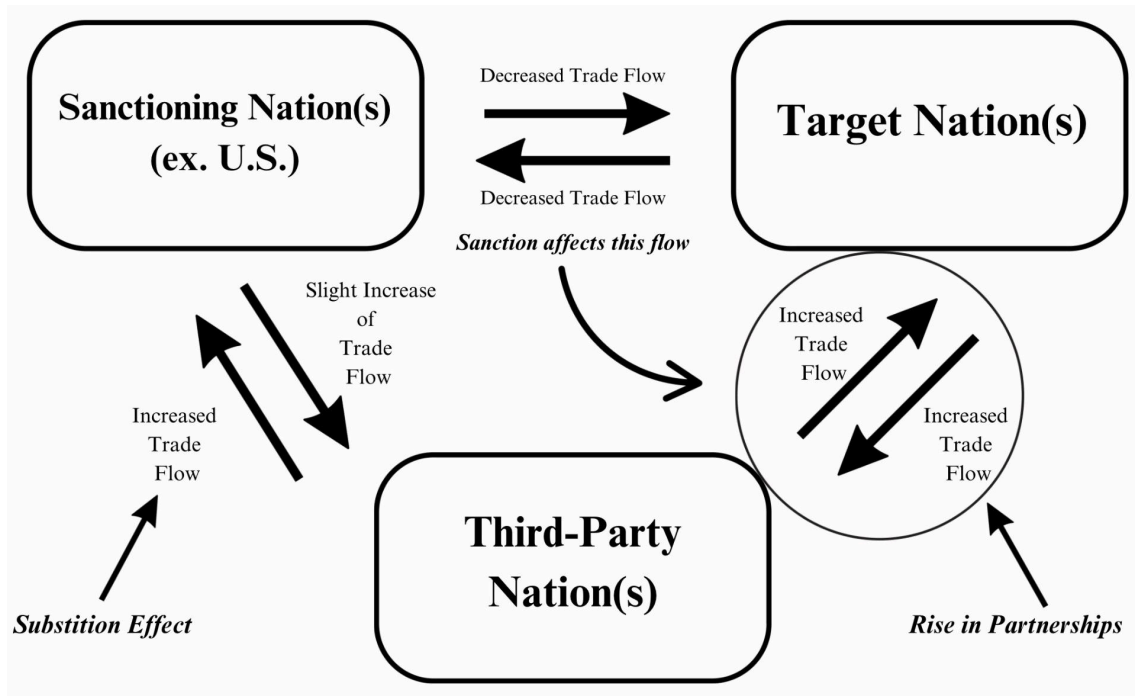 Sanctioning Nation(s)
(ex. U.S.)
Decreased Trade Flow
Decreased Trade Flow
Sanction affects this flow
Target Nation(s)
Slight Increase
of
Trade
Flow
Increased
Trade
Flow
Substition Effect
Increased
Trade
Flow
Increased
Trade
Flow
Rise in Partnerships
Third-Party
Nation(s)